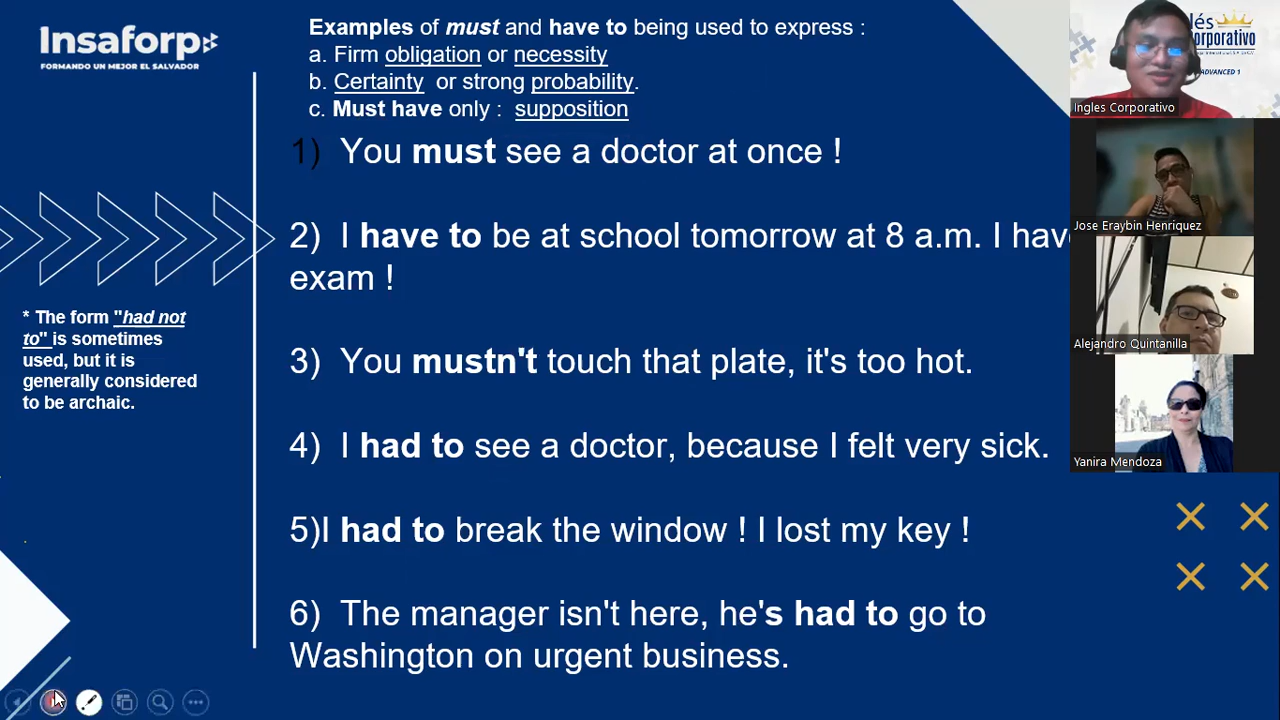 Insaforp
FORMANDO UN MEJOR EL SALVADOR
Examples of must and have to being used to express :
a. Firm obligation or necessity
b. Certainty or strong probability.
c. Must have only : supposition
1) You must see a doctor at once !
2) I have to be at school tomorrow at 8 a.m. I have
exam !
3) You mustn't touch that plate, it's too hot.
4) I had to see a doctor, because I felt very sick.
5)I had to break the window ! I lost my key !
6) The manager isn't here, he's had to go to
Washington on urgent business.
* The form "had not
to" is sometimes
used, but it is
generally considered
to be archaic.
ADVANCED 1
Ingles Corporativo
Jose Eraybin Henriquez
Alejandro Quintanilla
Yanira Mendoza